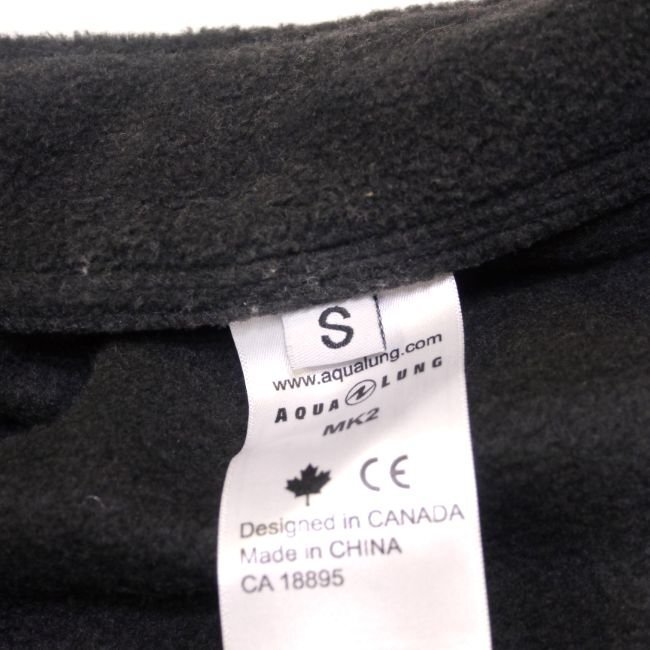 S
www.aqualung.com
AQUA LUNG
MK2
CE
Designed in CANADA
Made in CHINA
CA 18895